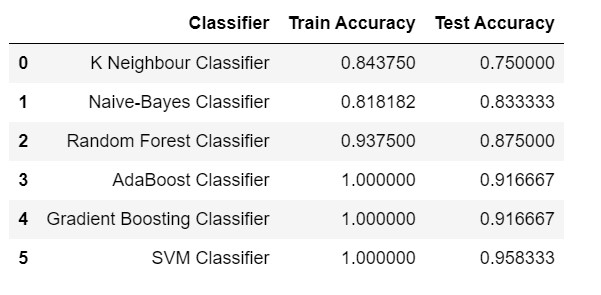 Classifier Train Accuracy Test Accuracy
0 K Neighbour Classifier 0.843750 0.750000
1 Naive-Bayes Classifier 0.818182 0.833333
2 Random Forest Classifier 0.937500 0.875000
3 AdaBoost Classifier 1.000000 0.916667
4 Gradient Boosting Classifier 1.000000 0.916667
5 SVM Classifier 1.000000 0.958333